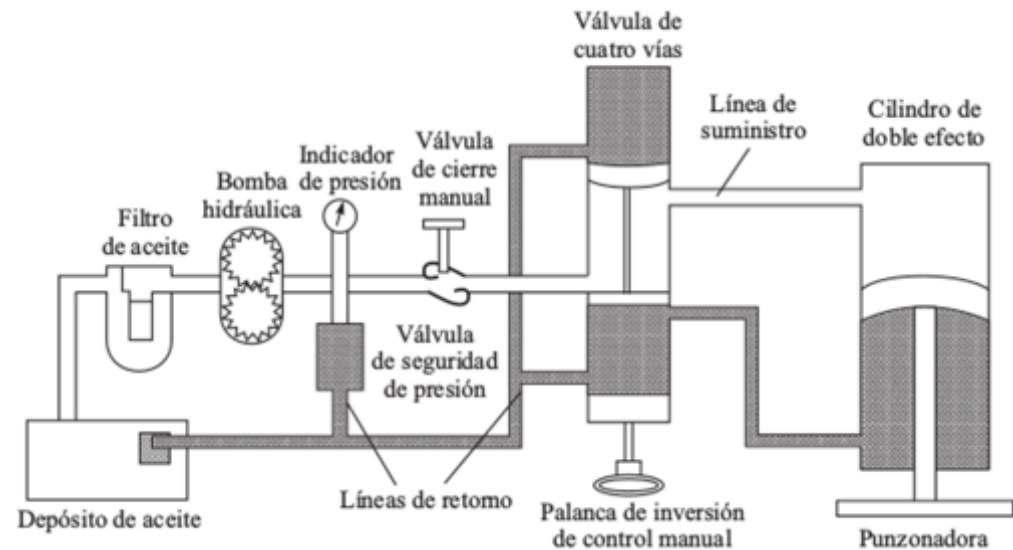 Válvula de
cuatro vías
Línea de
suministro
Cilindro de
doble efecto
Válvula
de cierre
manual
Indicador
de presión
Bomba
hidráulica
Filtro
de aceite
Válvula
de seguridad
de presión
Líneas de retorno
Depósito de aceite
Palanca de inversión
de control manual
Punzonadora